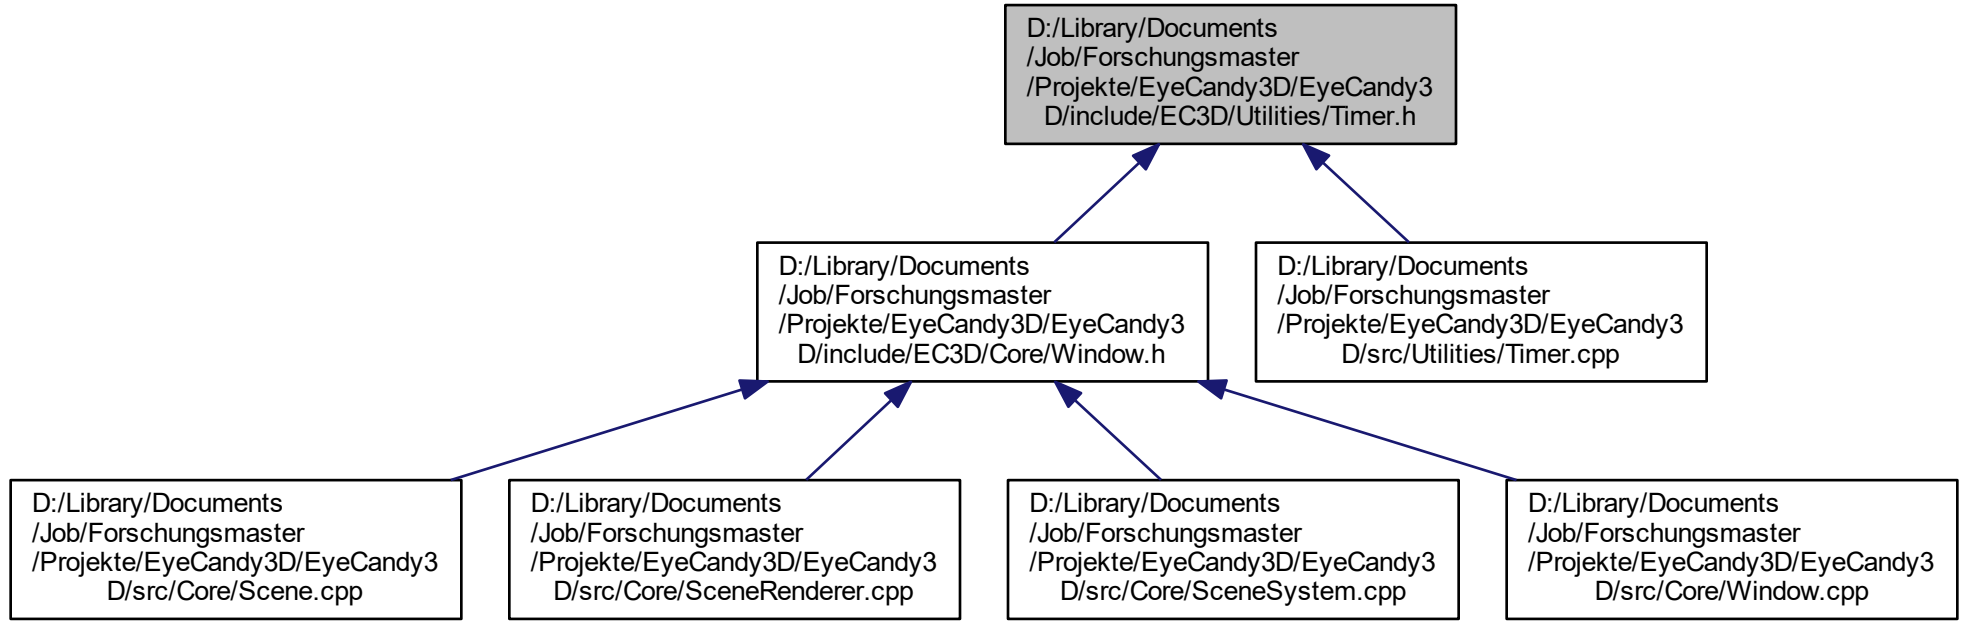 D:/Library/Documents
/Job/Forschungsmaster
/Projekte/EyeCandy3D/EyeCandy3
D/include/EC3D/Utilities/Timer.h
D:/Library/Documents
/Job/Forschungsmaster
/Projekte/EyeCandy3D/EyeCandy3
D/include/EC3D/Core/Window.h
D:/Library/Documents
/Job/Forschungsmaster
/Projekte/EyeCandy3D/EyeCandy3
D/src/Utilities/Timer.cpp
D:/Library/Documents
/Job/Forschungsmaster
/Projekte/EyeCandy3D/EyeCandy3
D/src/Core/Scene.cpp
D:/Library/Documents
/Job/Forschungsmaster
/Projekte/EyeCandy3D/EyeCandy3
D/src/Core/SceneRenderer.cpp
D:/Library/Documents
/Job/Forschungsmaster
/Projekte/EyeCandy3D/EyeCandy3
D/src/Core/SceneSystem.cpp
D:/Library/Documents
/Job/Forschungsmaster
/Projekte/EyeCandy3D/EyeCandy3
D/src/Core/Window.cpp